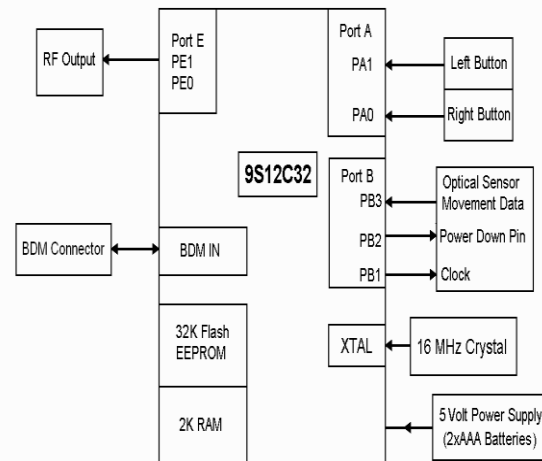 RF Output
Port E
PE1
PE0
Port A
PA1
PA0
Left Button
Right Button
9S12C32
Port B
PB3
PB2
PB1
Optical Sensor
Movement Data
Power Down Pin
Clock
BDM Connector
BDM IN
32K Flash
EEPROM
XTAL
16 MHz Crystal
2K RAM
5 Volt Power Supply
(2xAAA Batteries)